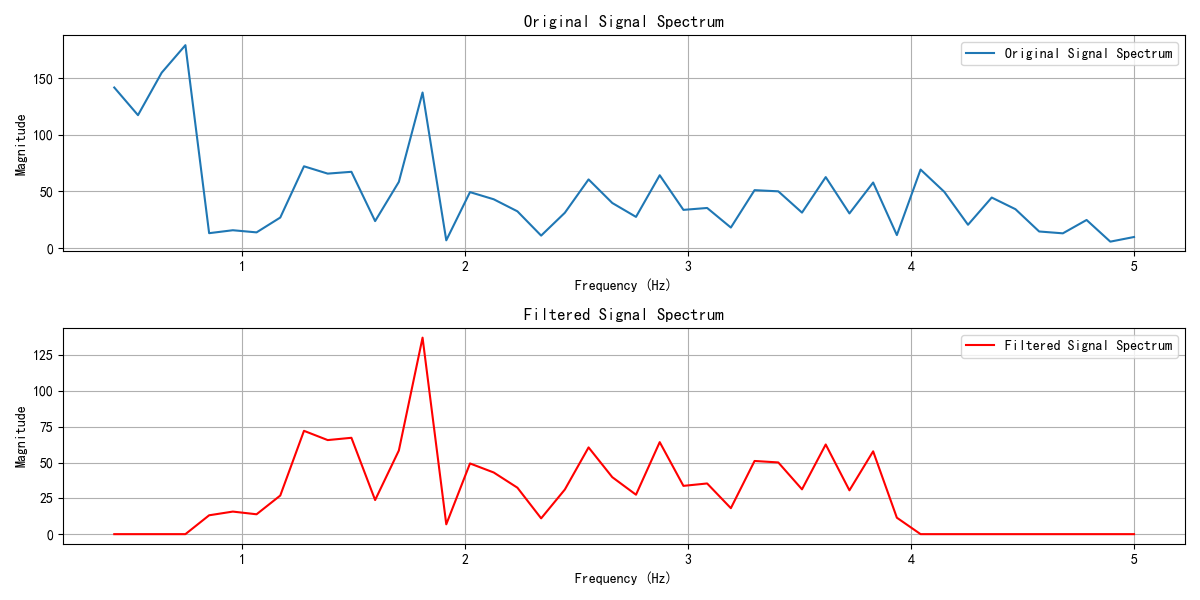 Original Signal Spectrum
Original Signal Spectrum
Magnitude
150
100
50
0
1 2 3 4 5
Frequency (Hz)
Filtered Signal Spectrum
Filtered Signal Spectrum
Magnitude
125
100
75
50
25
0
1 2 3 4 5
Frequency (Hz)